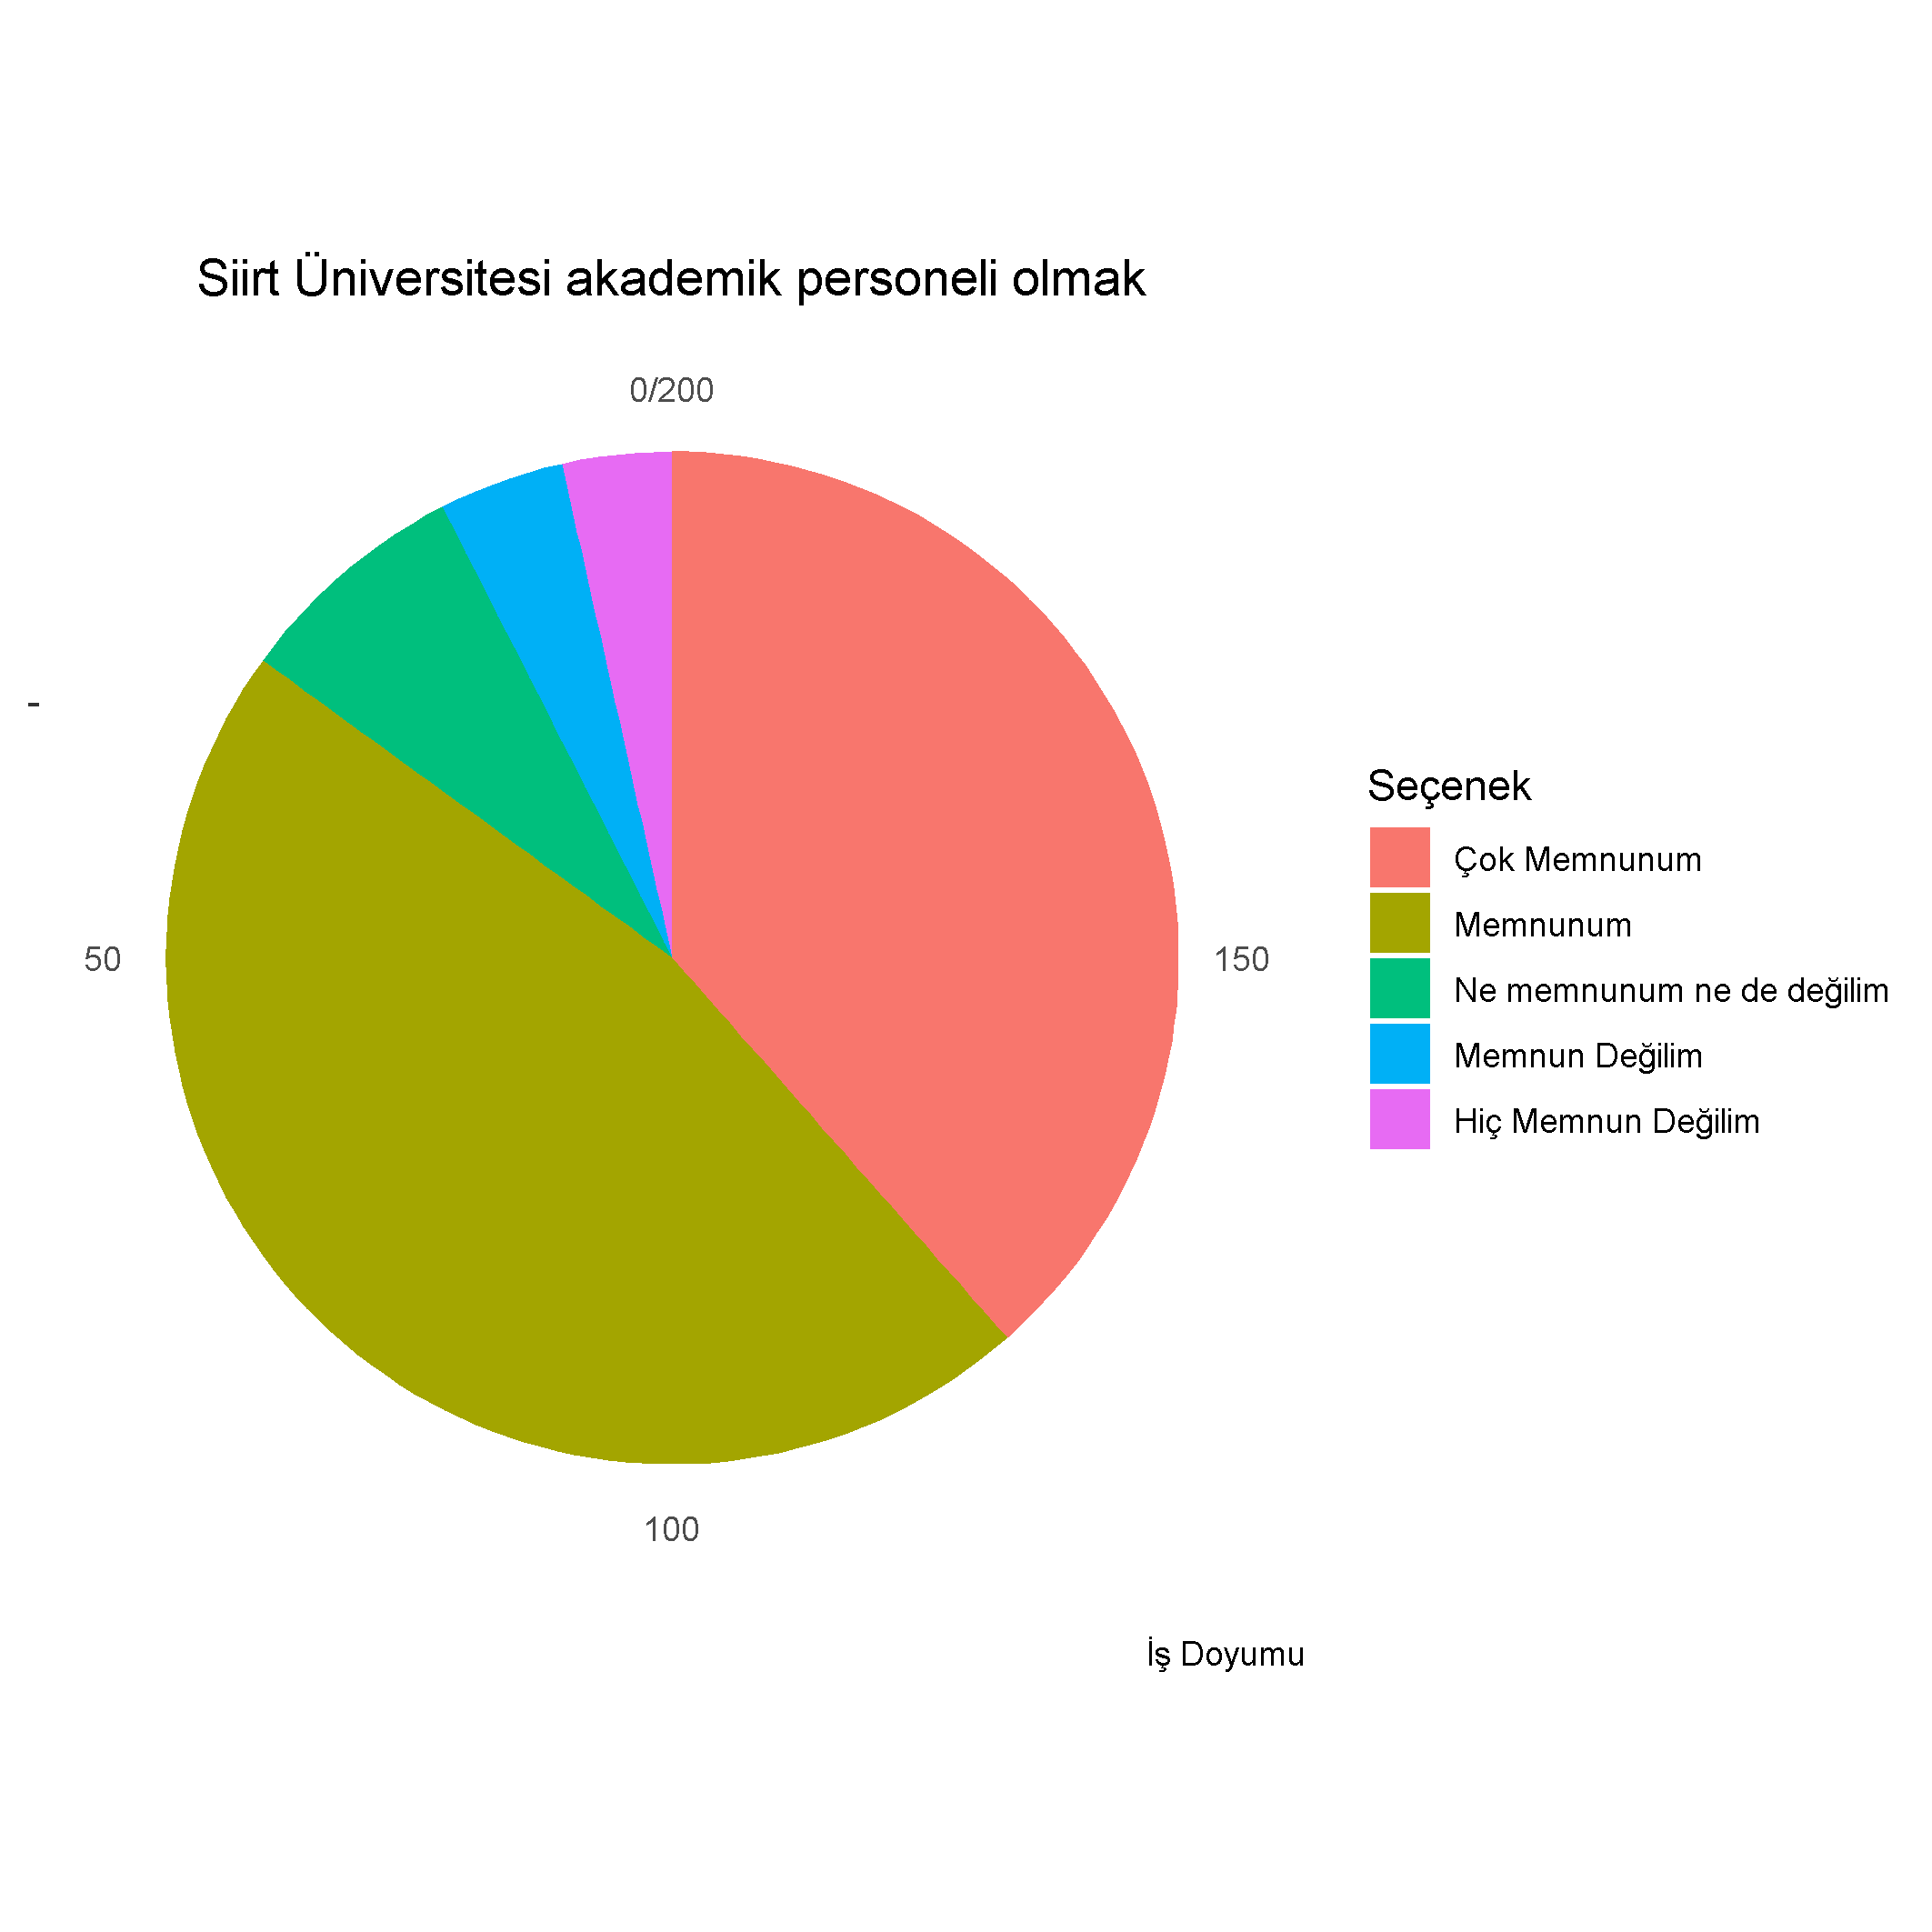 Siirt Üniversitesi akademik personeli olmak
0/200
-
50
150
100
Seçenek
Çok Memnunum
Memnunum
Ne memnunum ne de değilim
Memnun Değilim
Hiç Memnun Değilim
İş Doyumu